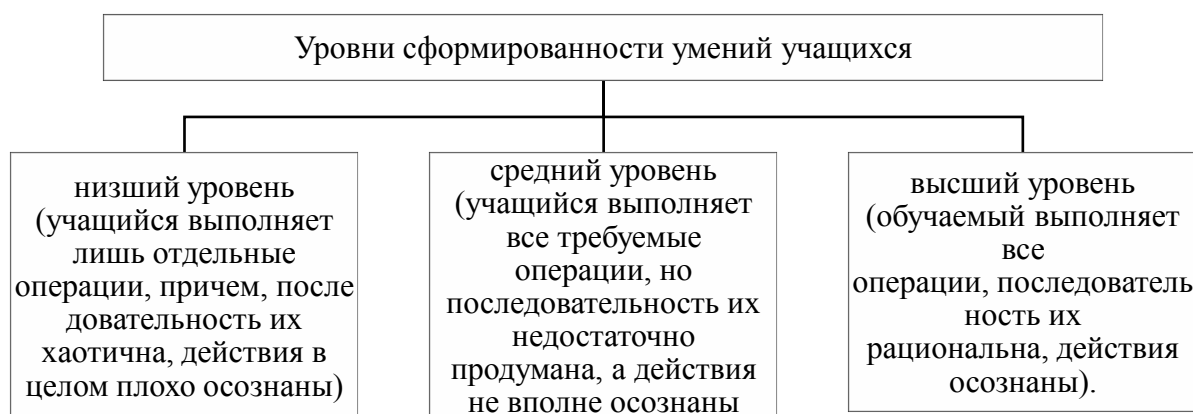 Уровни сформированности умений учащихся
низший уровень
(учащийся выполняет
лишь отдельные
операции, причем, после
довательность их
хаотична, действия в
целом плохо осознаны)
средний уровень
(учащийся выполняет
все требуемые
операции, но
последовательность их
недостаточно
продумана, а действия
не вполне осознаны
высший уровень
(обучаемый выполняет
все
операции, последователь
ность их
рациональна, действия
осознаны).